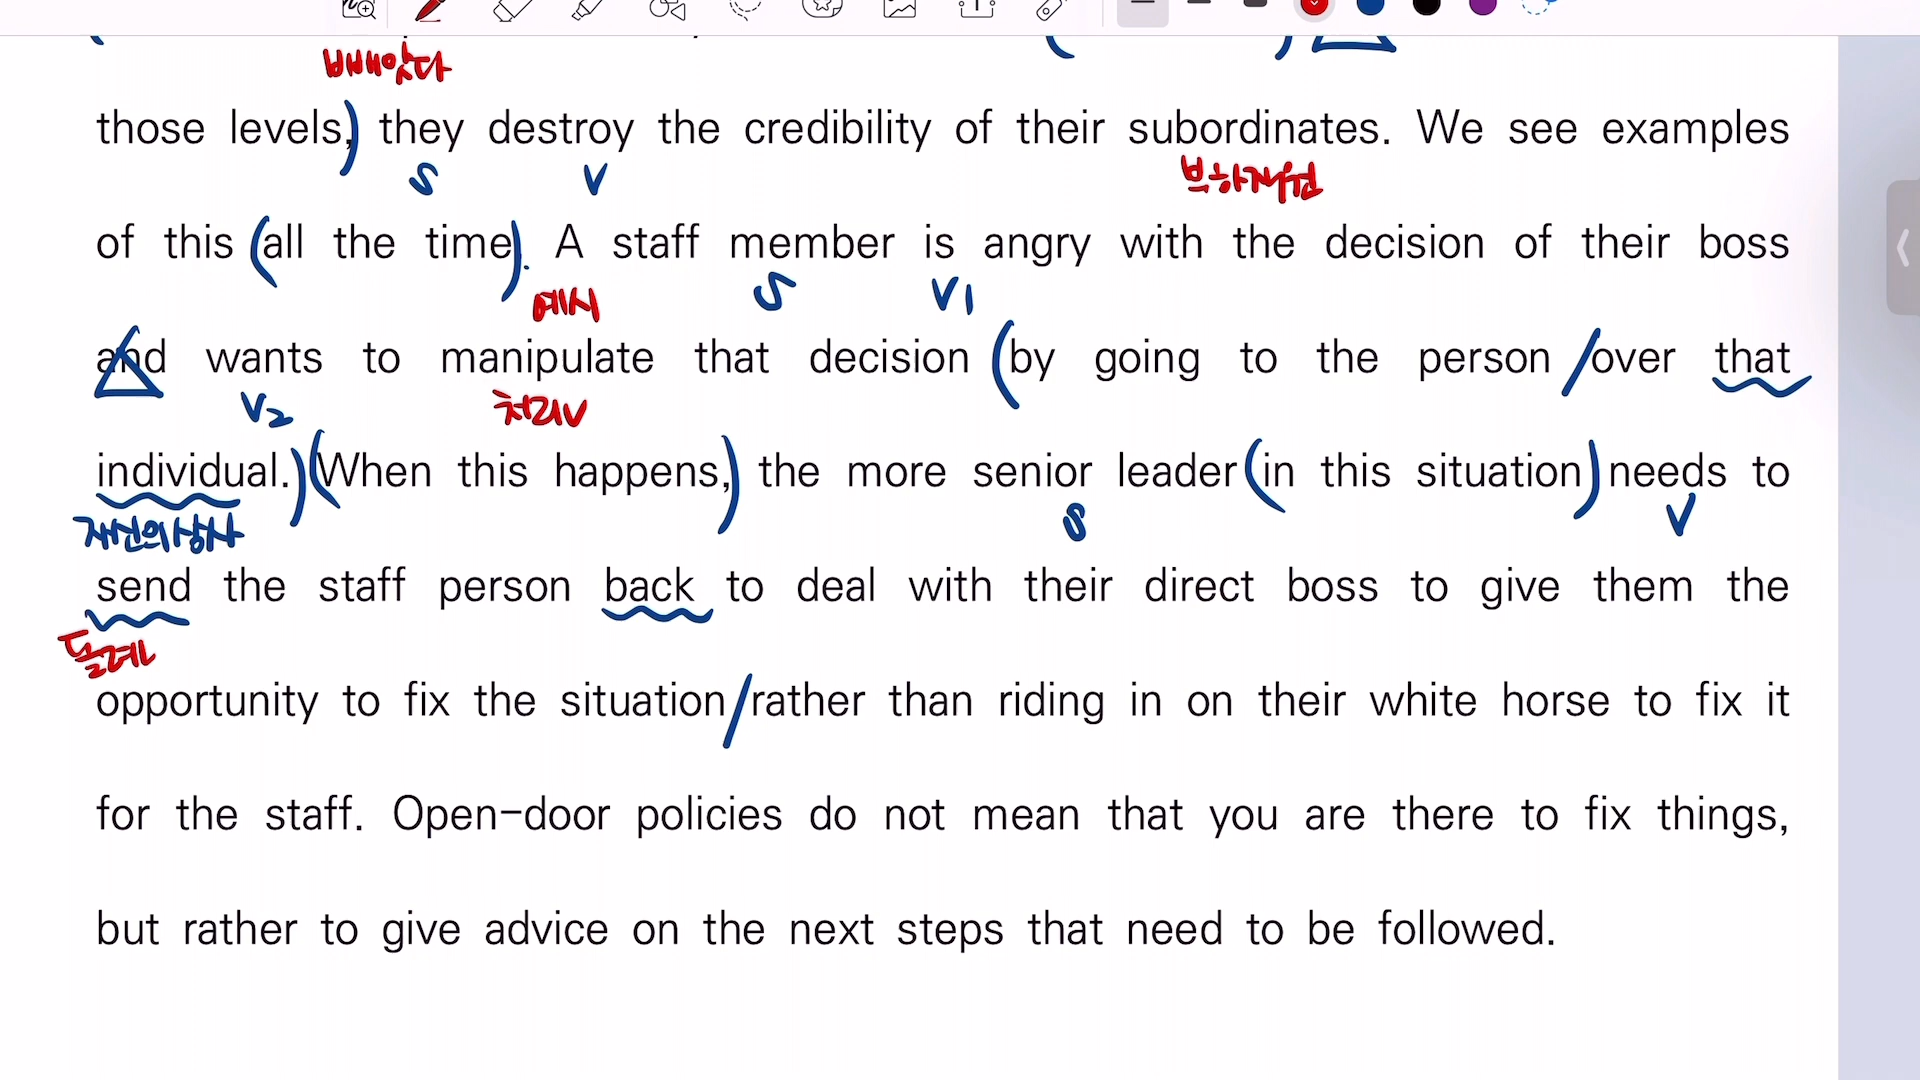 빼앗다
those levels, they destroy the credibility of their subordinates. We see examples
S V 부하직원
of this (all the time). A staff member is angry with the decision of their boss
예시 S V1
and wants to manipulate that decision (by going to the person / over that
V2 처리V
individual.) (When this happens,) the more senior leader (in this situation) needs to
자신의 상사 S V
send the staff person back to deal with their direct boss to give them the
돌려보내
opportunity to fix the situation / rather than riding in on their white horse to fix it
for the staff. Open-door policies do not mean that you are there to fix things,
but rather to give advice on the next steps that need to be followed.